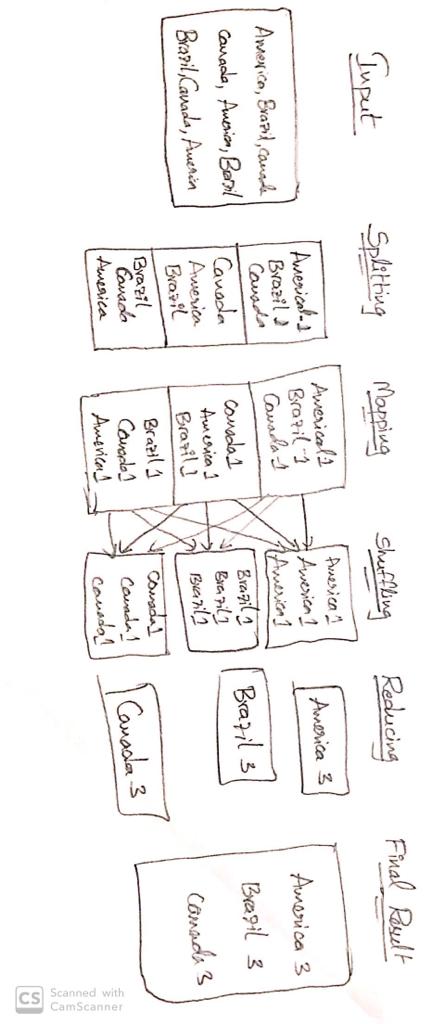 Input
America, Brazil, Canada
Canada, America, Brazil
Brazil, Canada, America
Splitting
America-1
Brazil 1
Canada
Canada
America
Brazil
Brazil
Canada
America
Mapping
America 1
Brazil-1
Canada-1
Canada 1
America 1
Brazil 1
Brazil 1
Canada 1
America 1
Shuffling
America 1
America 1
America 1
Brazil 1
Brazil 1
Brazil 1
Canada 1
Canada 1
Canada 1
Reducing
America 3
Brazil 3
Canada 3
Final Result
America 3
Brazil 3
Canada 3
CS Scanned with
CamScanner